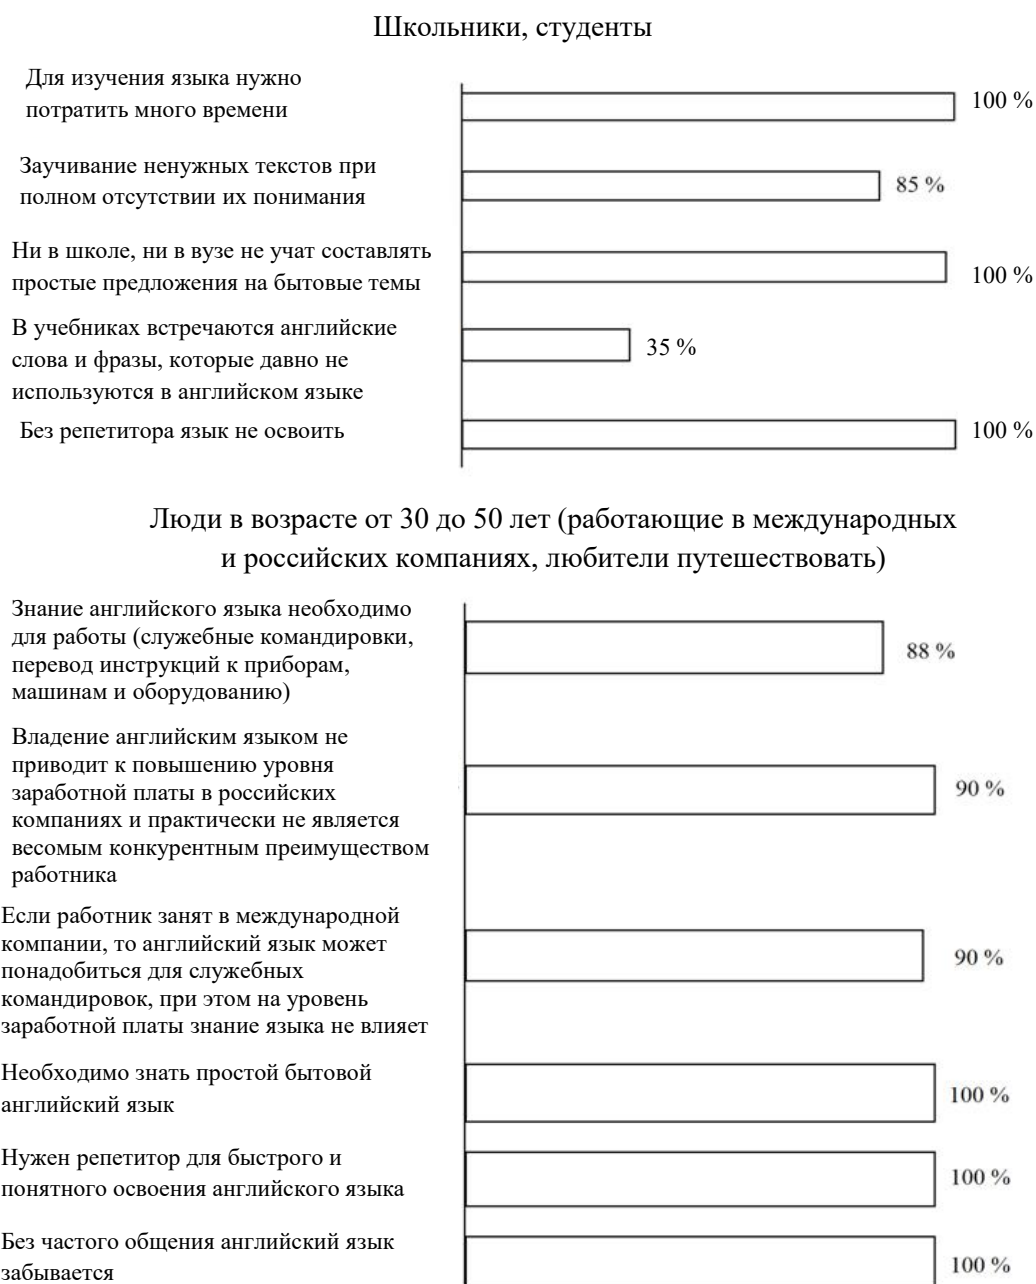 Школьники, студенты
Для изучения языка нужно
потратить много времени
100 %
Заучивание ненужных текстов при
полном отсутствии их понимания
85 %
Ни в школе, ни в вузе не учат составлять
простые предложения на бытовые темы
100 %
В учебниках встречаются английские
слова и фразы, которые давно не
используются в английском языке
35 %
Без репетитора язык не освоить
100 %
Люди в возрасте от 30 до 50 лет (работающие в международных
и российских компаниях, любители путешествовать)
Знание английского языка необходимо
для работы (служебные командировки,
перевод инструкций к приборам,
машинам и оборудованию)
88 %
Владение английским языком не
приводит к повышению уровня
заработной платы в российских
компаниях и практически не является
весомым конкурентным преимуществом
работника
90 %
Если работник занят в международной
компании, то английский язык может
понадобиться для служебных
командировок, при этом на уровень
заработной платы знание языка не влияет
90 %
Необходимо знать простой бытовой
английский язык
100 %
Нужен репетитор для быстрого и
понятного освоения английского языка
100 %
Без частого общения английский язык
забывается
100 %